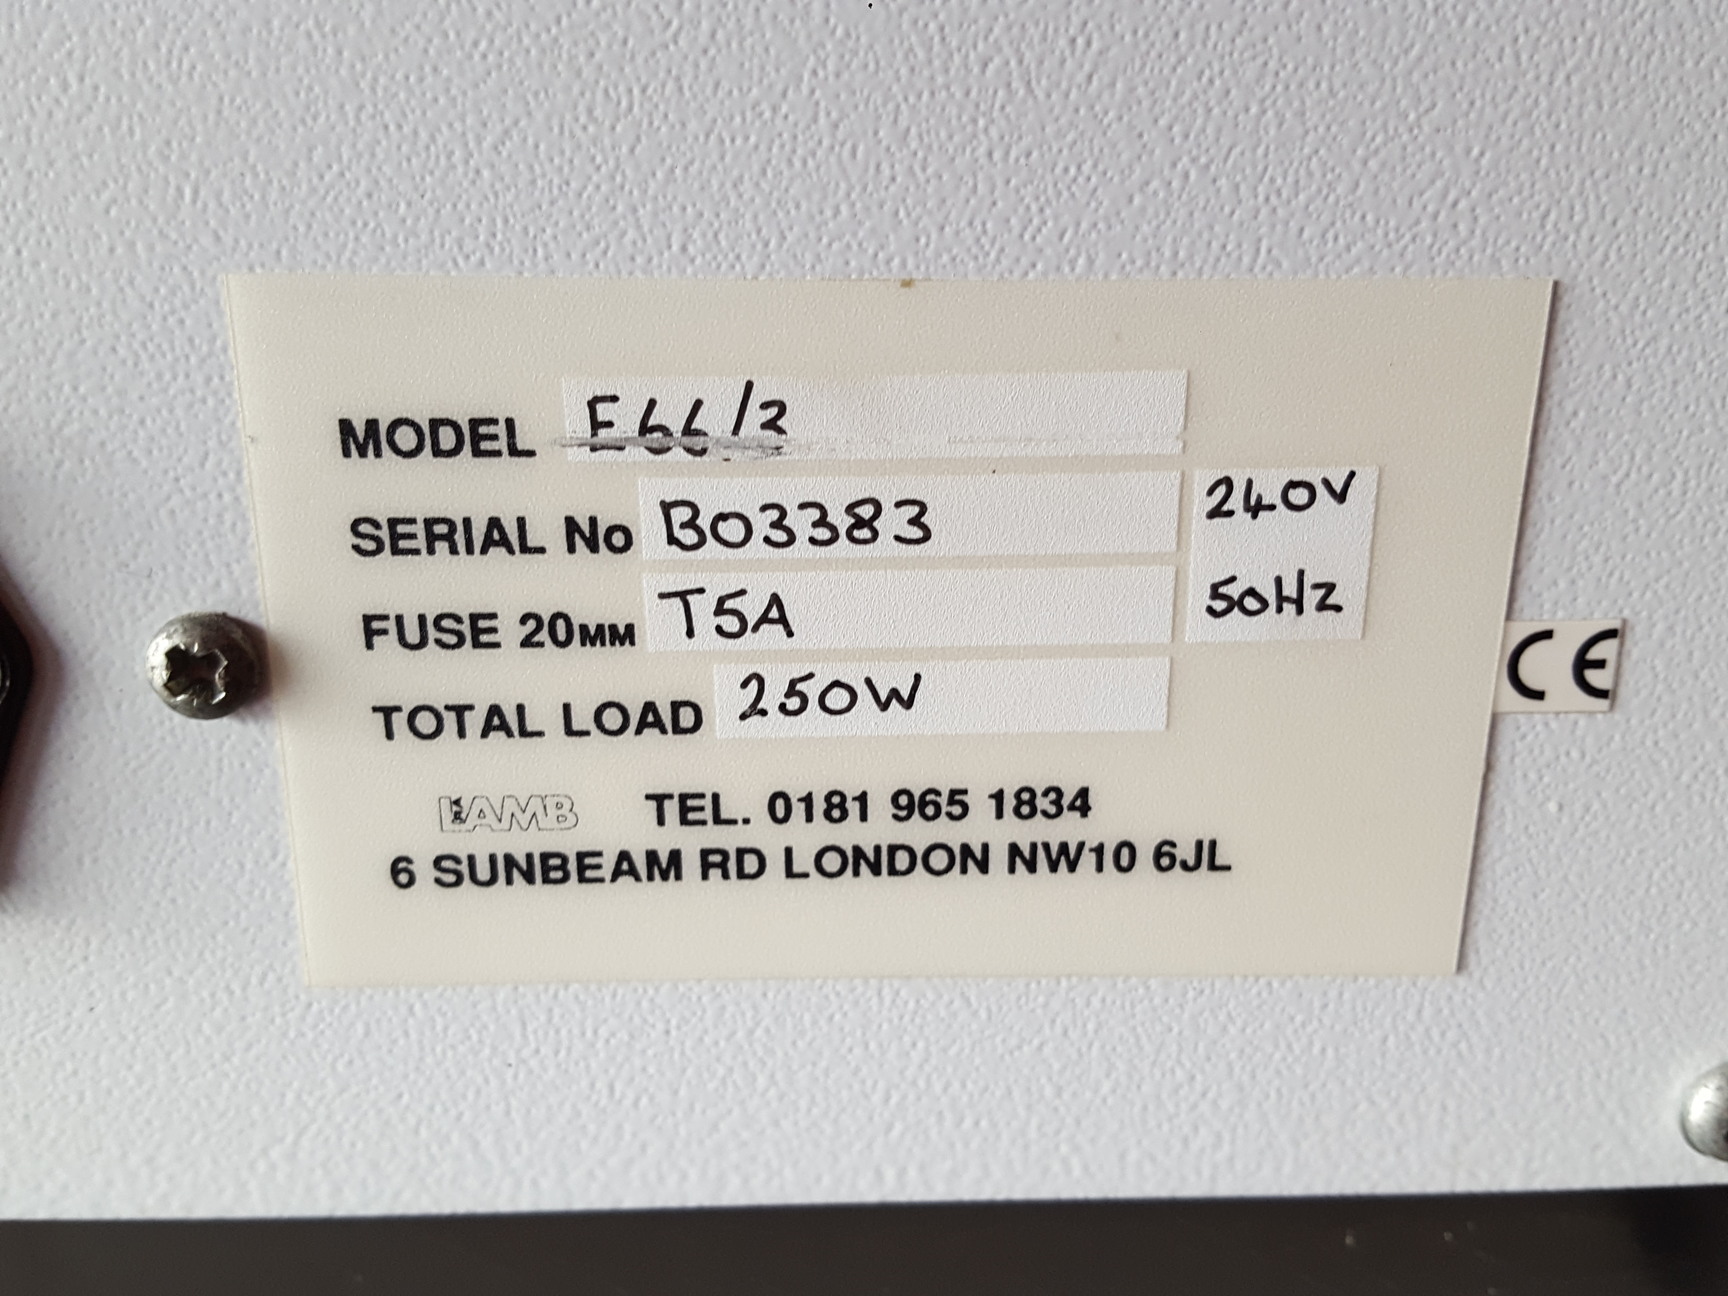 MODEL E66/3
SERIAL No B03383
240V
FUSE 20MM T5A
50Hz
TOTAL LOAD 250W
CE
LAMB TEL. 0181 965 1834
6 SUNBEAM RD LONDON NW10 6JL